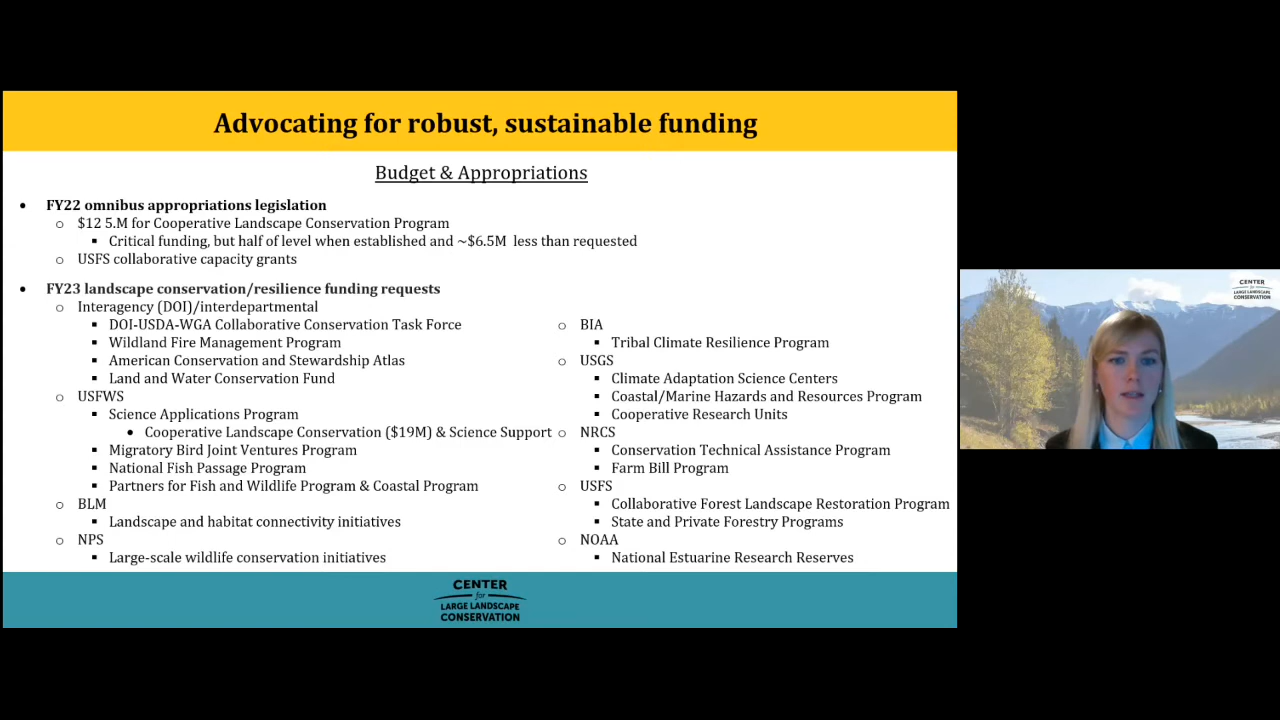 Advocating for robust, sustainable funding
Budget & Appropriations
• FY22 omnibus appropriations legislation
o $12 5.M for Cooperative Landscape Conservation Program
▪ Critical funding, but half of level when established and ~$6.5M less than requested
o USFS collaborative capacity grants
• FY23 landscape conservation/resilience funding requests
o Interagency (DOI)/interdepartmental
▪ DOI-USDA-WGA Collaborative Conservation Task Force
▪ Wildland Fire Management Program
▪ American Conservation and Stewardship Atlas
▪ Land and Water Conservation Fund
o USFWS
▪ Science Applications Program
• Cooperative Landscape Conservation ($19M) & Science Support
▪ Migratory Bird Joint Ventures Program
▪ National Fish Passage Program
▪ Partners for Fish and Wildlife Program & Coastal Program
o BLM
▪ Landscape and habitat connectivity initiatives
o NPS
▪ Large-scale wildlife conservation initiatives
o BIA
▪ Tribal Climate Resilience Program
o USGS
▪ Climate Adaptation Science Centers
▪ Coastal/Marine Hazards and Resources Program
▪ Cooperative Research Units
o NRCS
▪ Conservation Technical Assistance Program
▪ Farm Bill Program
o USFS
▪ Collaborative Forest Landscape Restoration Program
▪ State and Private Forestry Programs
o NOAA
▪ National Estuarine Research Reserves
CENTER
for
LARGE LANDSCAPE
CONSERVATION
CENTER
for
LARGE LANDSCAPE
CONSERVATION